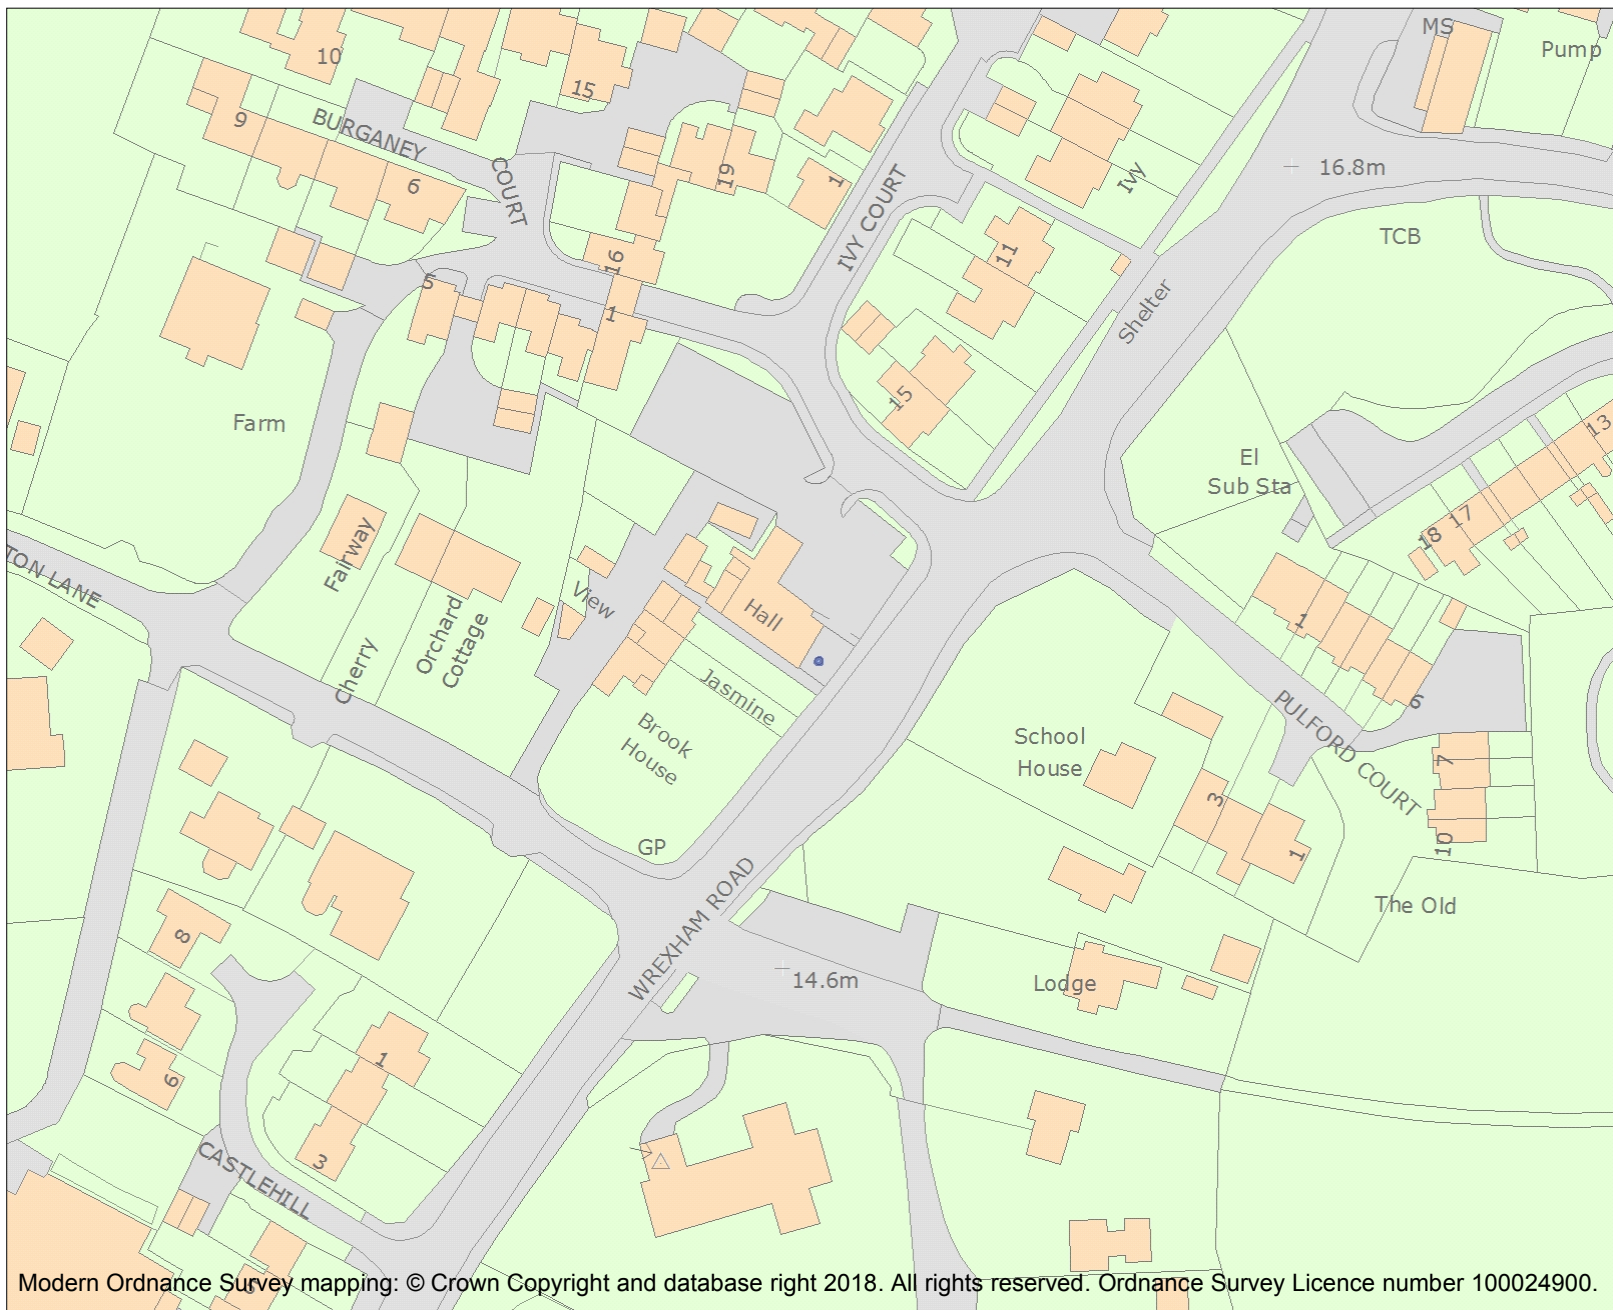 MS
Pump
10
15
9
BURGANEY
COURT
6
19
1
IVY COURT
Ivy
16.8m
TCB
11
16
5
1
Shelter
15
Farm
El
Sub Sta
13
17
18
TON LANE
Fairway
Orchard
Cottage
Cherry
View
Hall
Jasmine
Brook
House
1
6
PULFORD COURT
School
House
7
3
1
10
GP
WREXHAM ROAD
The Old
8
14.6m
Lodge
1
6
3
CASTLEHILL
Modern Ordnance Survey mapping: © Crown Copyright and database right 2018. All rights reserved. Ordnance Survey Licence number 100024900.